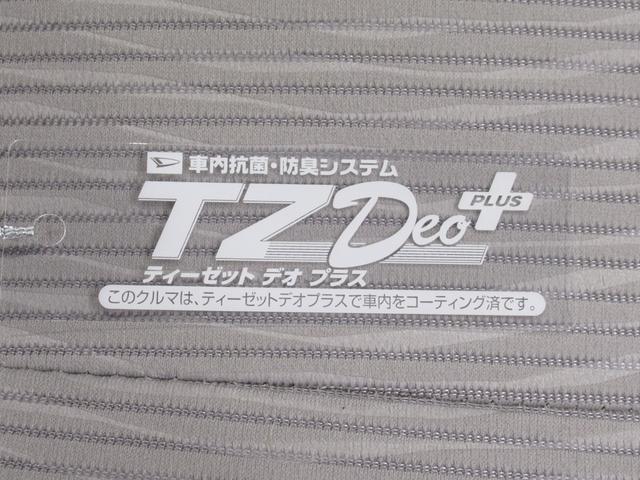 車内抗菌・防臭システム
TZ Deo PLUS
ティーゼット デオ プラス
このクルマは、ティーゼットデオプラスで車内をコーティング済です。